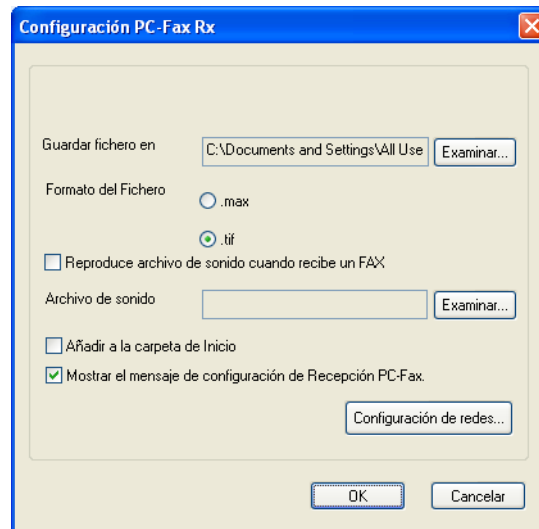 Configuración PC-Fax Rx
Guardar fichero en C:\Documents and Settings\All Use Examinar...
Formato del Fichero .max
.tif
Reproduce archivo de sonido cuando recibe un FAX
Archivo de sonido Examinar...
Añadir a la carpeta de Inicio
Mostrar el mensaje de configuración de Recepción PC-Fax.
Configuración de redes...
OK Cancelar